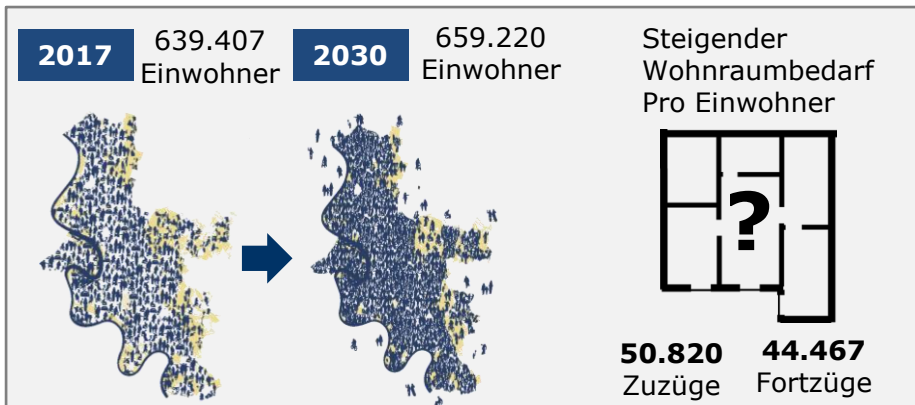 2017
639.407
Einwohner
2030
659.220
Einwohner
Steigender
Wohnraumbedarf
Pro Einwohner
?
50.820
Zuzüge
44.467
Fortzüge